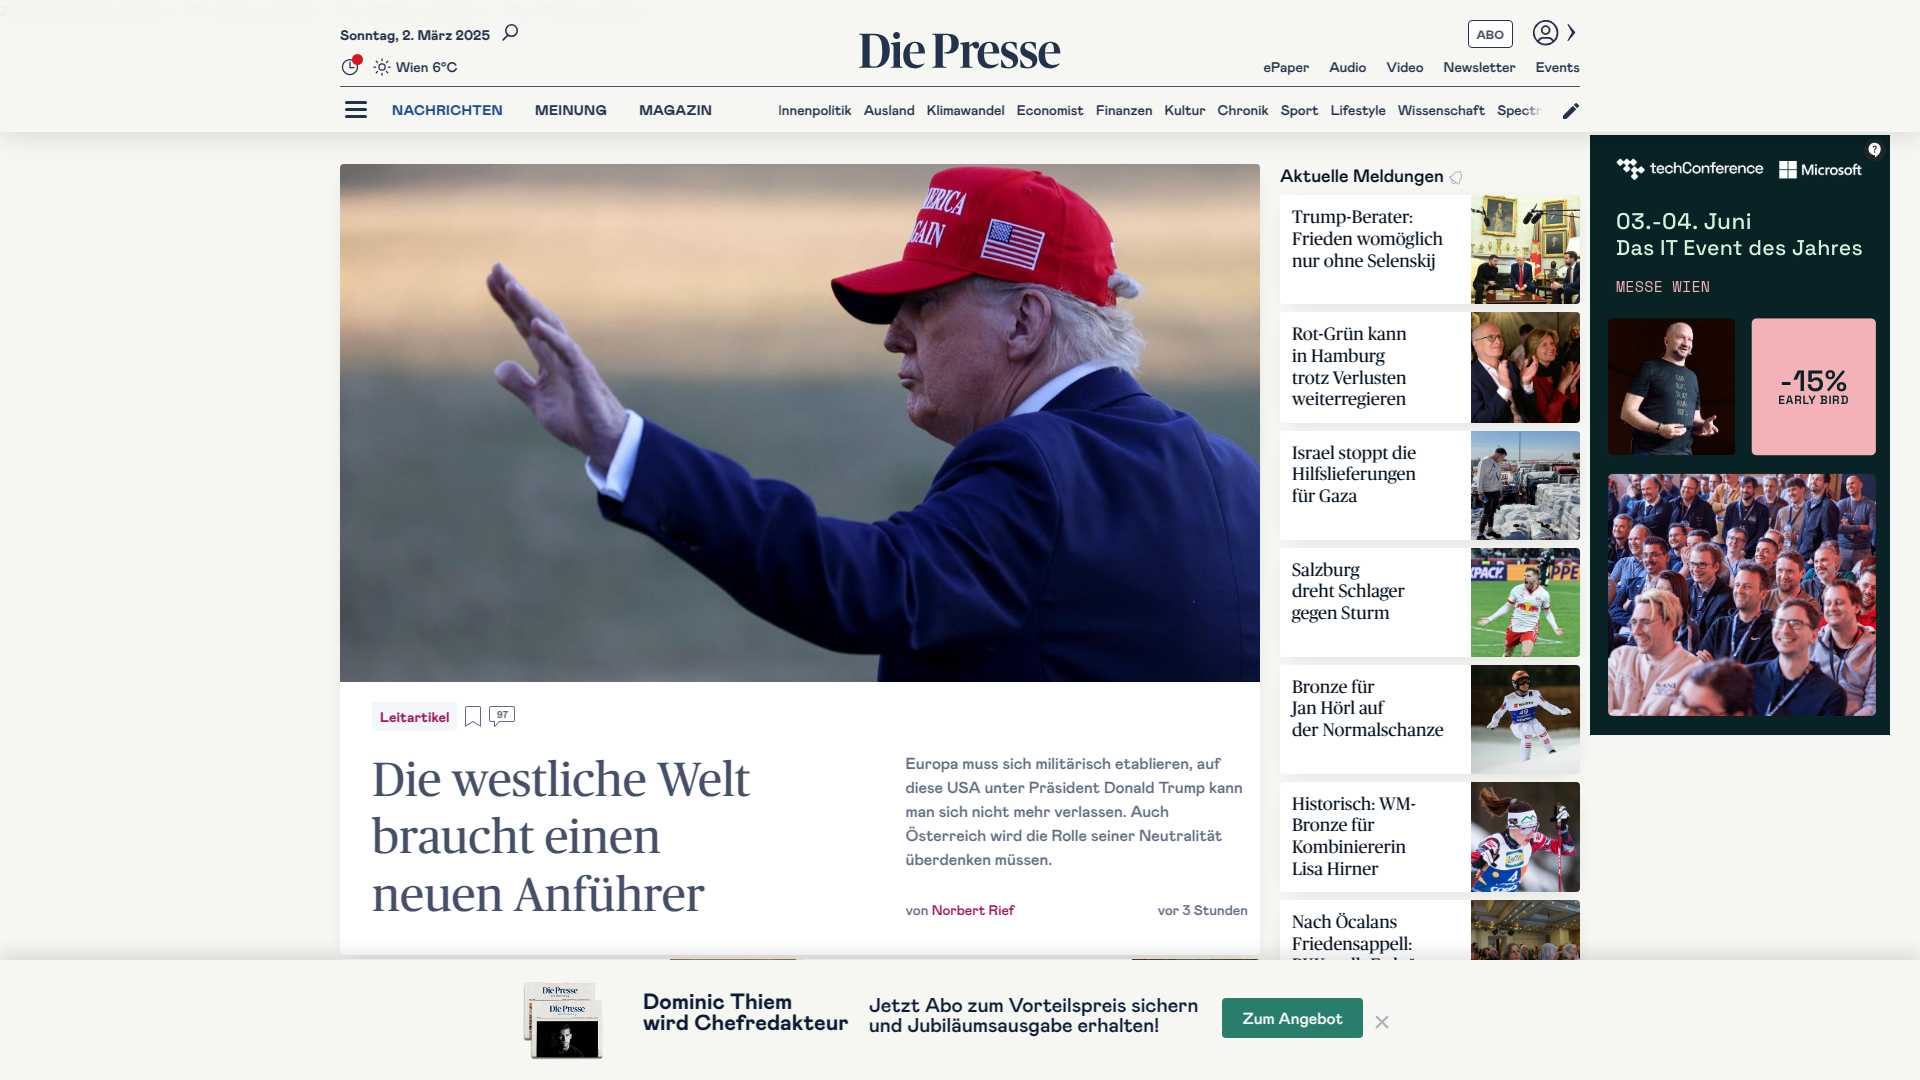 Sonntag, 2. März 2025
Die Presse
ABO
Wien 6°C
ePaper Audio Video Newsletter Events
NACHRICHTEN MEINUNG MAGAZIN
Innenpolitik Ausland Klimawandel Economist Finanzen Kultur Chronik Sport Lifestyle Wissenschaft
AGAIN
Leitartikel
97
Die westliche Welt
braucht einen
neuen Anführer
Europa muss sich militärisch etablieren, auf
diese USA unter Präsident Donald Trump kann
man sich nicht mehr verlassen. Auch
Österreich wird die Rolle seiner Neutralität
überdenken müssen.
von Norbert Rief
vor 3 Stunden
Aktuelle Meldungen
Trump-Berater:
Frieden womöglich
nur ohne Selenskij
Rot-Grün kann
in Hamburg
trotz Verlusten
weiterregieren
Israel stoppt die
Hilfslieferungen
für Gaza
Salzburg
dreht Schlager
gegen Sturm
Bronze für
Jan Hörl auf
der Normalschanze
Historisch: WM-
Bronze für
Kombiniererin
Lisa Hirner
Nach Öcalans
Friedensappell:
techConference Microsoft
03.-04. Juni
Das IT Event des Jahres
MESSE WIEN
-15%
EARLY BIRD
Die Presse
Die Presse
Dominic Thiem
wird Chefredakteur
Jetzt Abo zum Vorteilspreis sichern
und Jubiläumsausgabe erhalten!
Zum Angebot